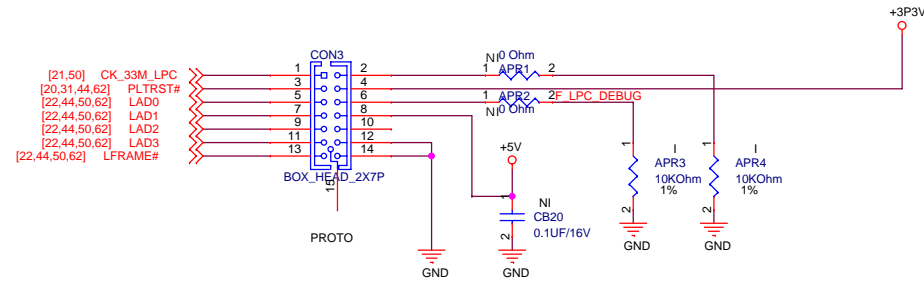 +3P3V
CON3
NI 0 Ohm
APR1
[21,50] CK_33M_LPC 1 2 1 2
[20,31,44,62] PLTRST# 3 4
[22,44,50,62] LAD0 5 6 1 APR2 2 F_LPC_DEBUG
[22,44,50,62] LAD1 7 8 NI 0 Ohm
[22,44,50,62] LAD2 9 10
[22,44,50,62] LAD3 11 12
[22,44,50,62] LFRAME# 13 14
15
BOX_HEAD_2X7P
PROTO
+5V
1 NI
CB20
0.1UF/16V
2
1 I
APR3
10KOhm
1%
2
1 I
APR4
10KOhm
1%
2
GND
GND
GND
GND